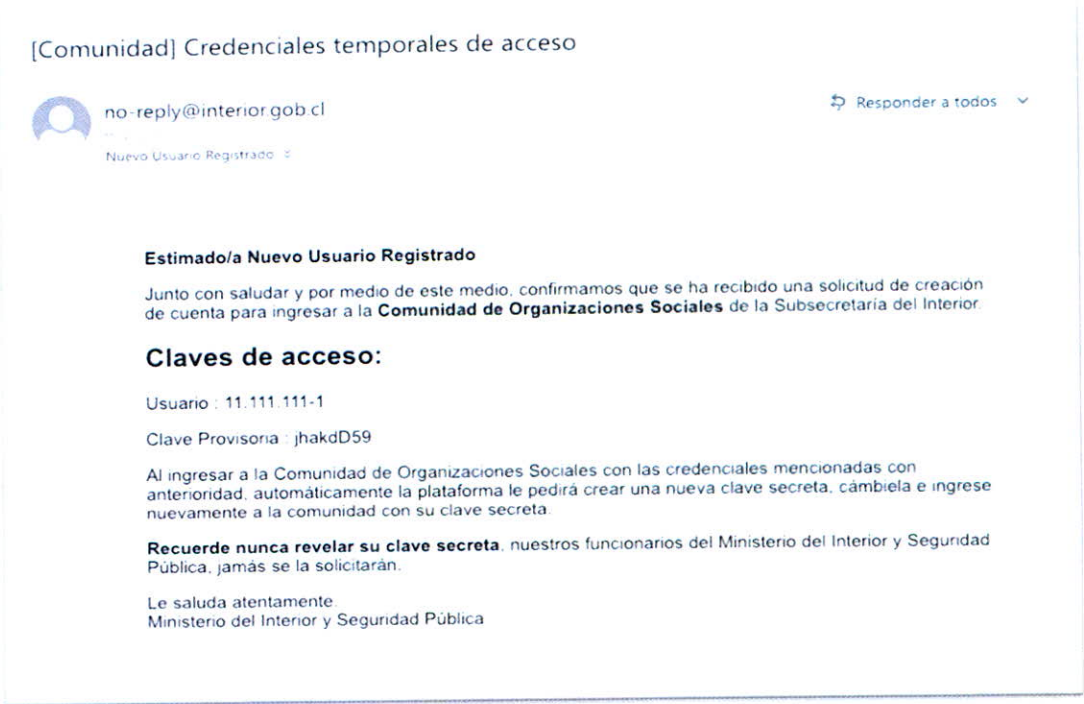 [Comunidad] Credenciales temporales de acceso
no-reply@interior.gob.cl
Responder a todos
Nuevo Usuario Registrado
Estimado/a Nuevo Usuario Registrado
Junto con saludar y por medio de este medio, confirmamos que se ha recibido una solicitud de creación
de cuenta para ingresar a la Comunidad de Organizaciones Sociales de la Subsecretaría del Interior.
Claves de acceso:
Usuario : 11.111.111-1
Clave Provisoria : jhakdD59
Al ingresar a la Comunidad de Organizaciones Sociales con las credenciales mencionadas con
anterioridad, automáticamente la plataforma le pedirá crear una nueva clave secreta, cámbiela e ingrese
nuevamente a la comunidad con su clave secreta.
Recuerde nunca revelar su clave secreta, nuestros funcionarios del Ministerio del Interior y Seguridad
Pública, jamás se la solicitarán.
Le saluda atentamente.
Ministerio del Interior y Seguridad Pública